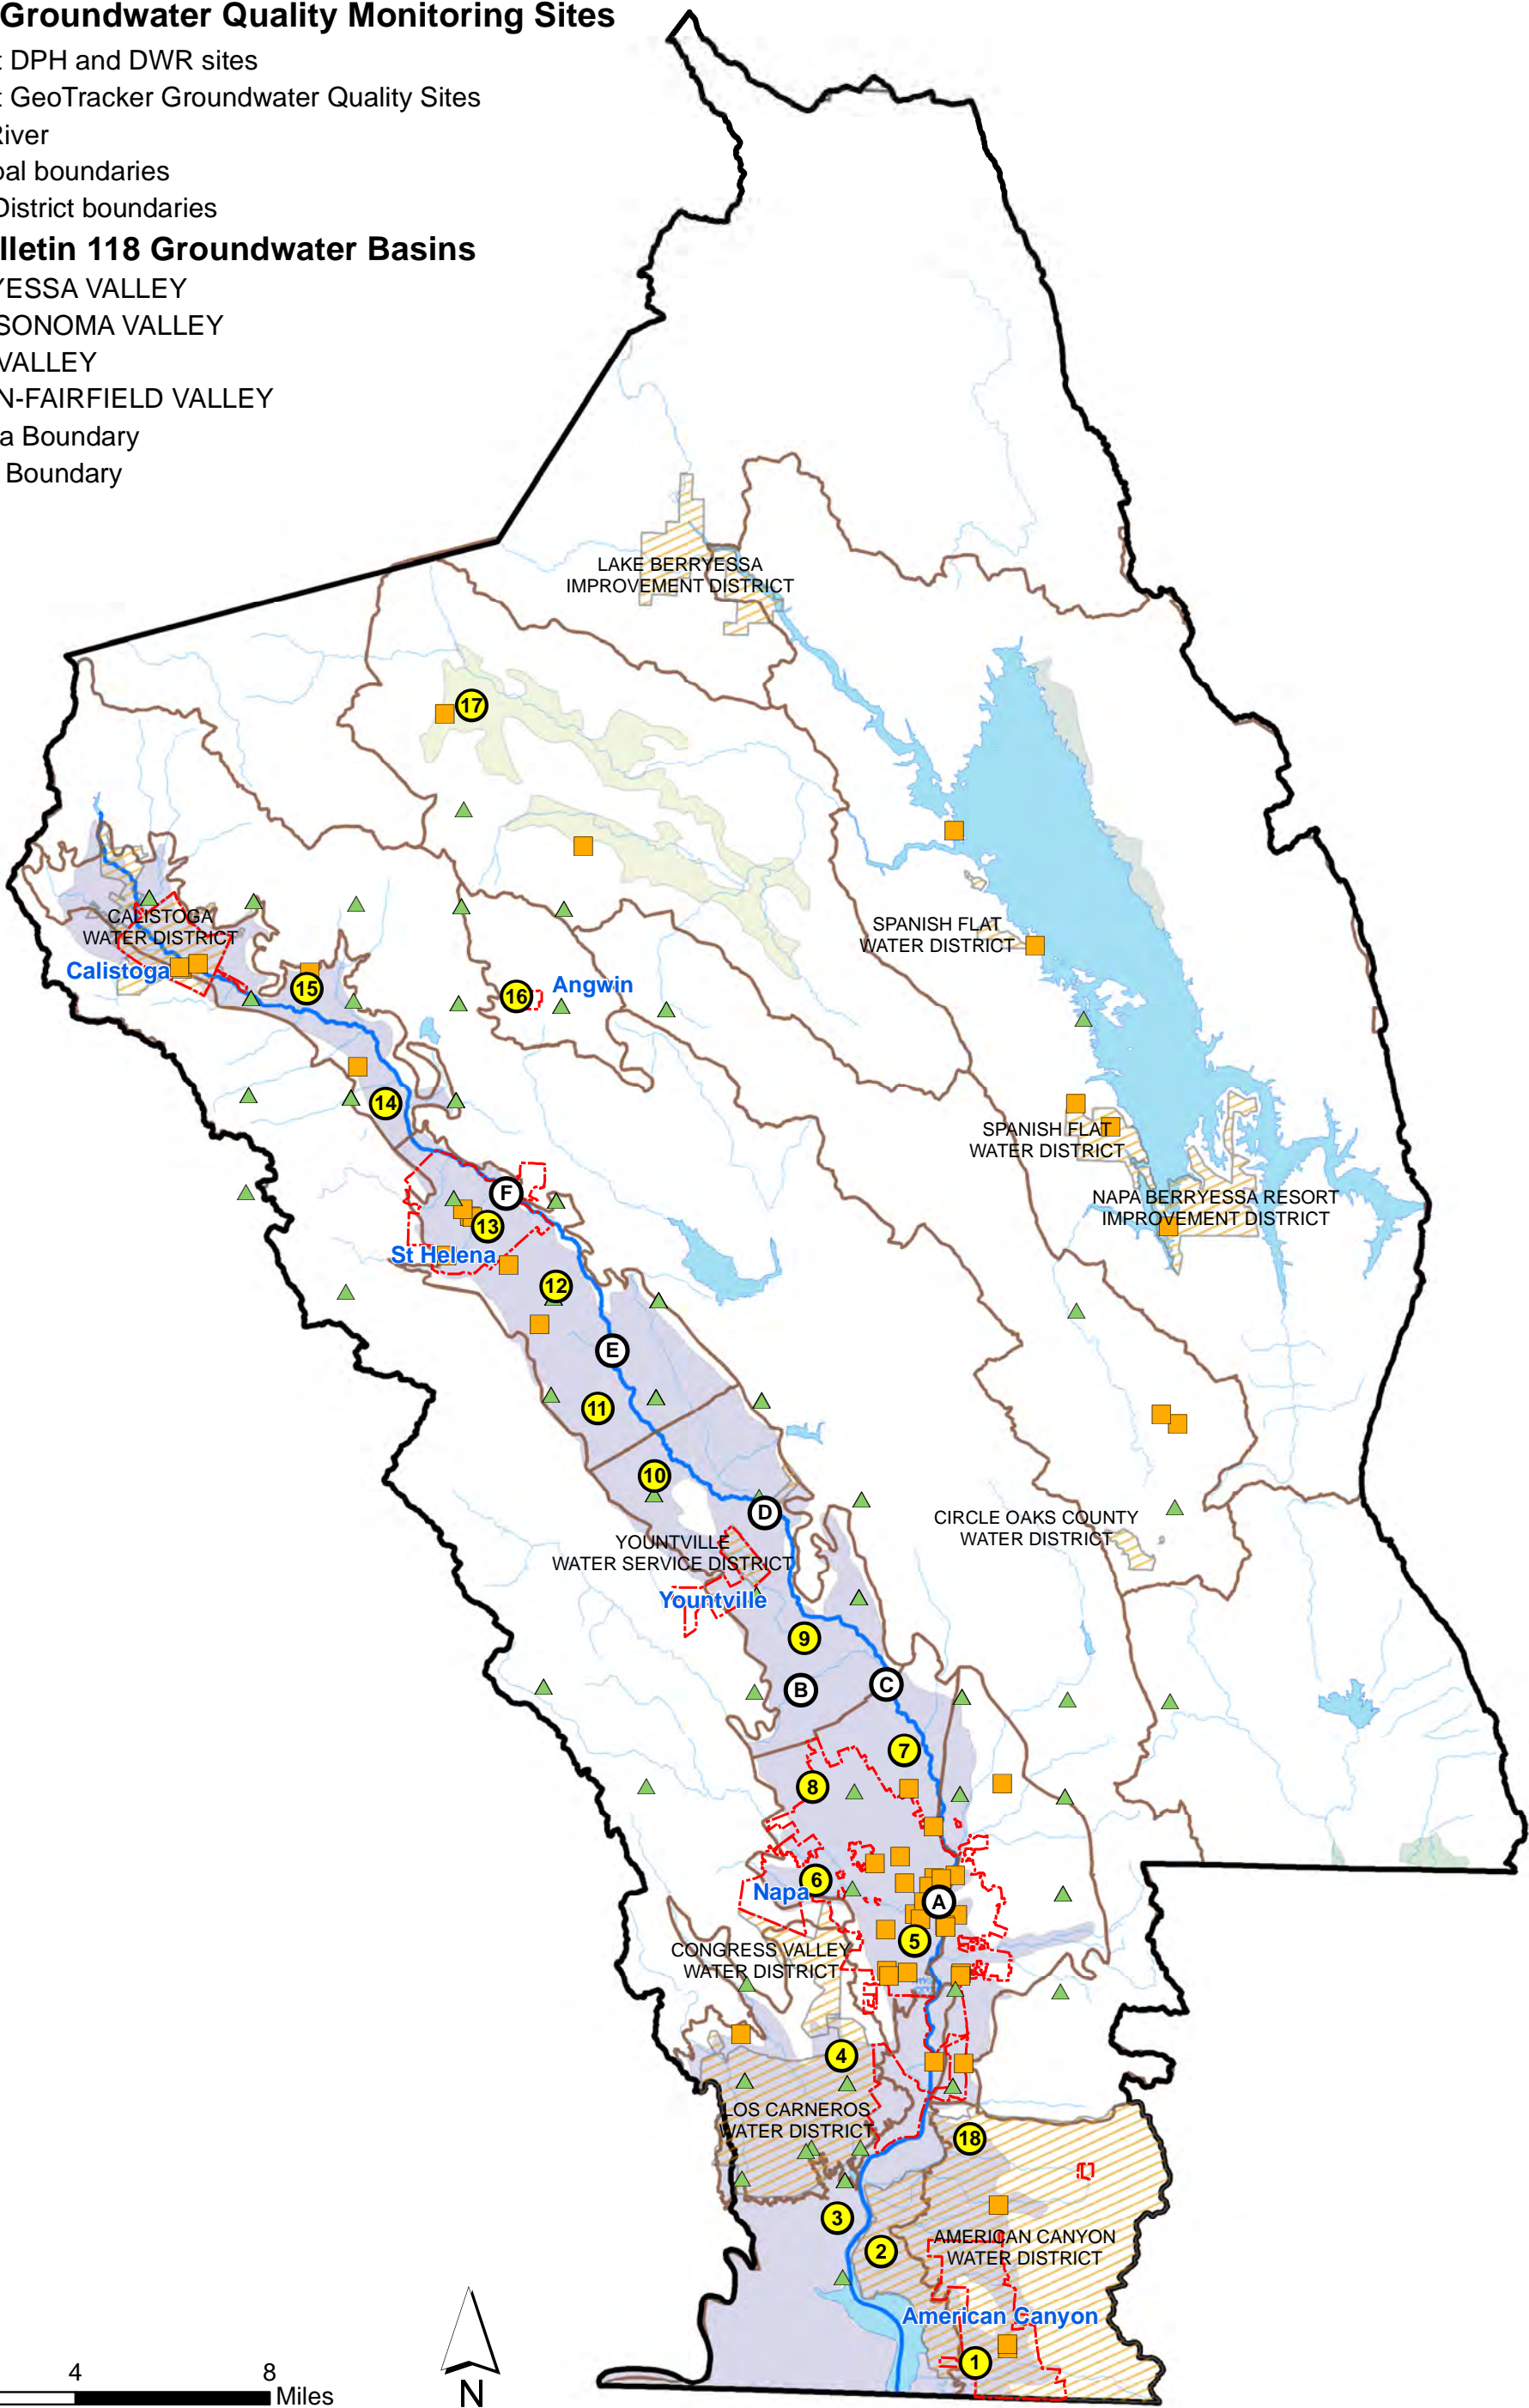 Groundwater Quality Monitoring Sites
DPH and DWR sites
GeoTracker Groundwater Quality Sites
River
pal boundaries
District boundaries
lletin 118 Groundwater Basins
YESSA VALLEY
SONOMA VALLEY
VALLEY
N-FAIRFIELD VALLEY
a Boundary
Boundary
LAKE BERRYESSA
IMPROVEMENT DISTRICT
17
CALISTOGA
WATER DISTRICT
Calistoga
15
16
Angwin
SPANISH FLAT
WATER DISTRICT
14
SPANISH FLAT
WATER DISTRICT
NAPA BERRYESSA RESORT
IMPROVEMENT DISTRICT
F
13
St Helena
12
E
11
10
D
CIRCLE OAKS COUNTY
WATER DISTRICT
YOUNTVILLE
WATER SERVICE DISTRICT
Yountville
9
B
C
7
8
6
Napa
A
5
CONGRESS VALLEY
WATER DISTRICT
4
LOS CARNEROS
WATER DISTRICT
18
3
2
AMERICAN CANYON
WATER DISTRICT
American Canyon
1
4
8
Miles
N